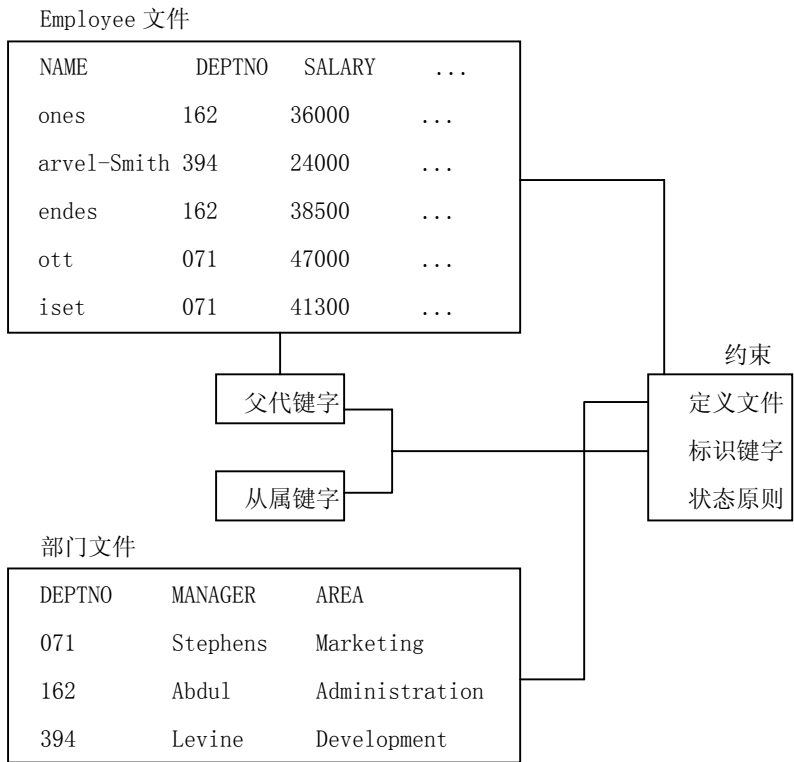 Employee 文件
NAME DEPTNO SALARY ...
ones 162 36000 ...
arvel-Smith 394 24000 ...
endes 162 38500 ...
ott 071 47000 ...
iset 071 41300 ...
约束
父代键字
定义文件
标识键字
从属键字
状态原则
部门文件
DEPTNO MANAGER AREA
071 Stephens Marketing
162 Abdul Administration
394 Levine Development